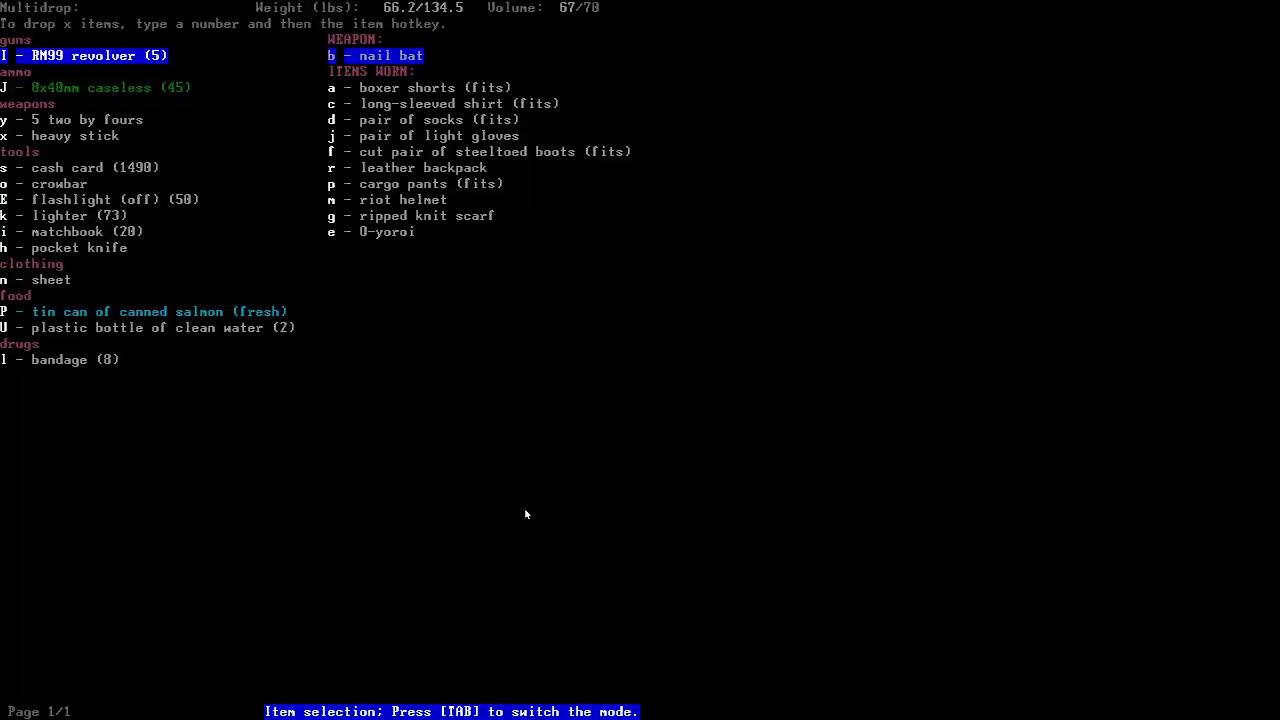 Multidrop: Weight (lbs): 66.2/134.5 Volume: 67/70
To drop x items, type a number and then the item hotkey.
guns
I - RM99 revolver (5)
ammo
J - 8x40mm caseless (45)
weapons
y - 5 two by fours
x - heavy stick
tools
s - cash card (1490)
o - crowbar
E - flashlight (off) (50)
k - lighter (73)
i - matchbook (20)
h - pocket knife
clothing
n - sheet
food
P - tin can of canned salmon (fresh)
U - plastic bottle of clean water (2)
drugs
l - bandage (8)
WEAPON:
b - nail bat
ITEMS WORN:
a - boxer shorts (fits)
c - long-sleeved shirt (fits)
d - pair of socks (fits)
j - pair of light gloves
f - cut pair of steeltoed boots (fits)
r - leather backpack
p - cargo pants (fits)
m - riot helmet
g - ripped knit scarf
e - O-yoroi
Page 1/1
Item selection; Press [TAB] to switch the mode.